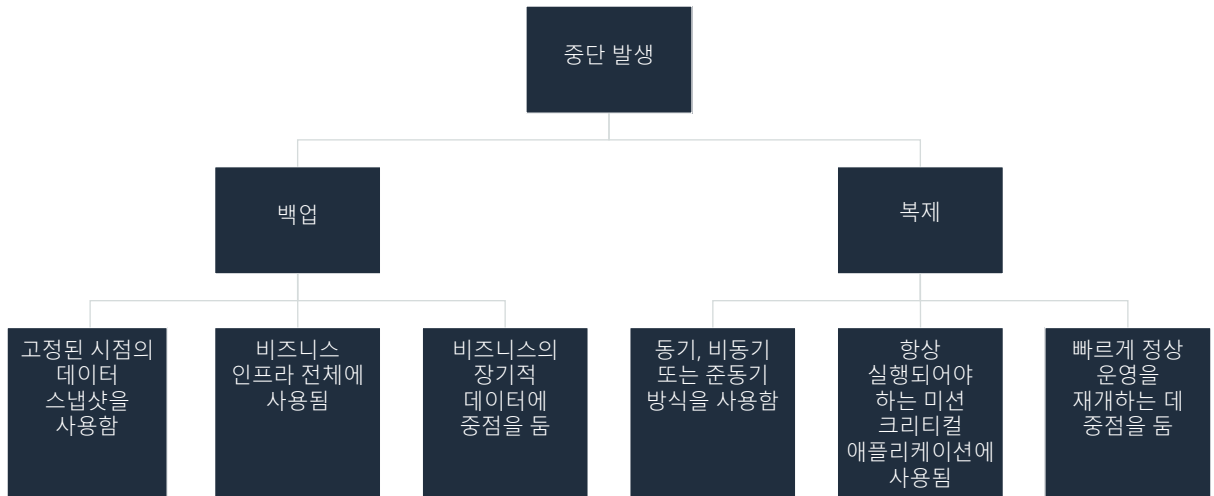 중단 발생
백업
복제
고정된 시점의
데이터
스냅샷을
사용함
비즈니스
인프라 전체에
사용됨
비즈니스의
장기적
데이터에
중점을 둠
동기, 비동기
또는 준동기
방식을 사용함
항상
실행되어야
하는 미션
크리티컬
애플리케이션에
사용됨
빠르게 정상
운영을
재개하는 데
중점을 둠